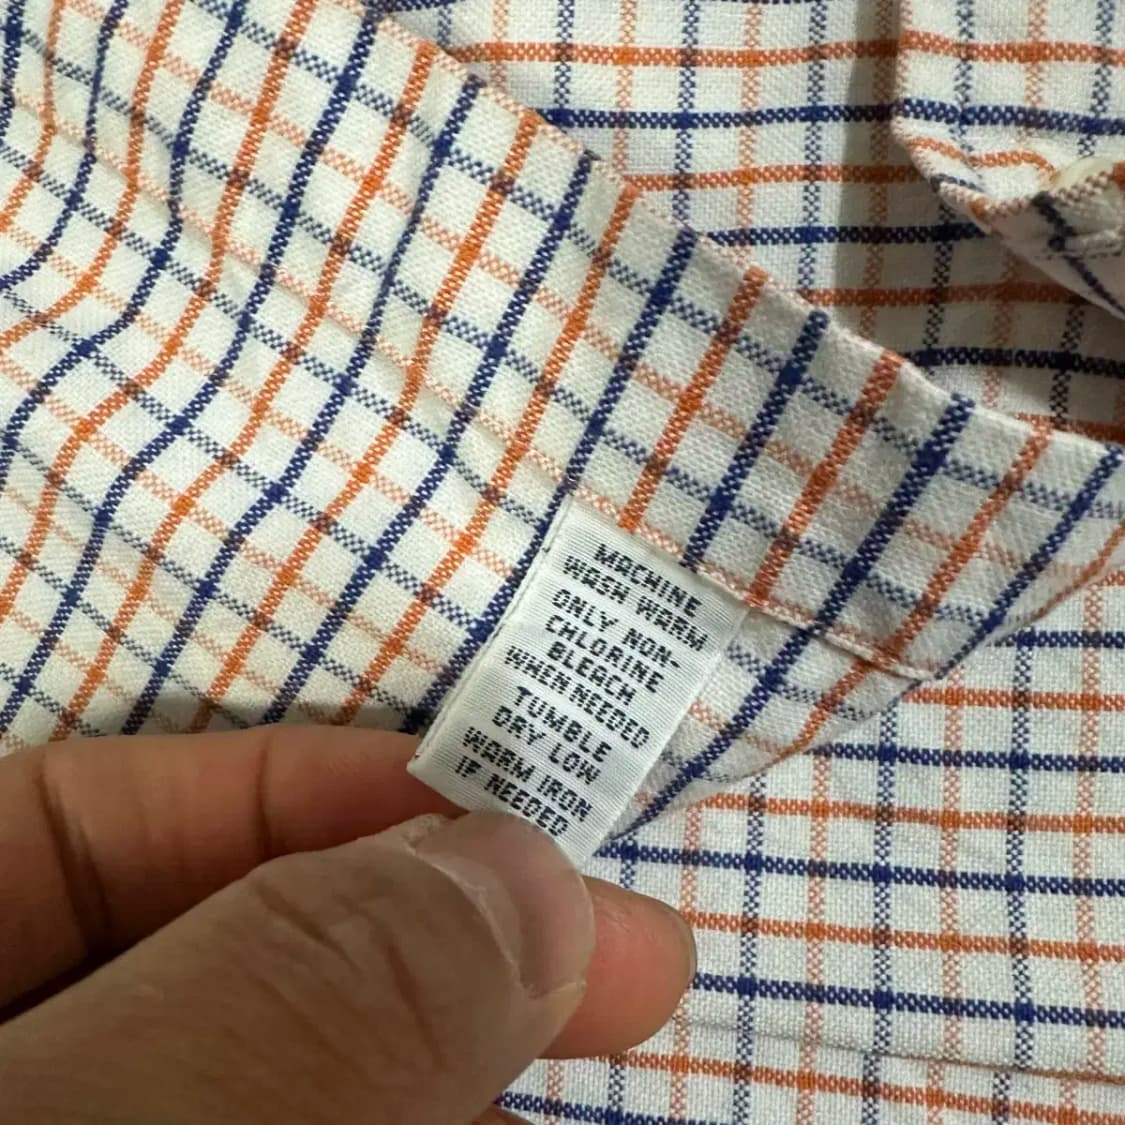 MACHINE
WASH WARM
ONLY NON-
CHLORINE
BLEACH
WHEN NEEDED
TUMBLE
DRY LOW
WARM IRON
IF NEEDED